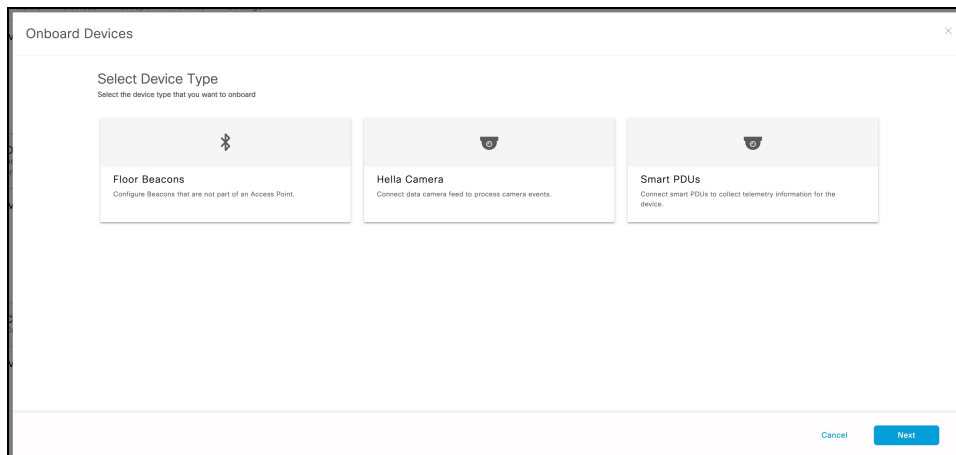 Onboard Devices
Select Device Type
Select the device type that you want to onboard
Floor Beacons
Configure Beacons that are not part of an Access Point.
Hella Camera
Connect data camera feed to process camera events.
Smart PDUs
Connect smart PDUs to collect telemetry information for the
device.
Cancel
Next